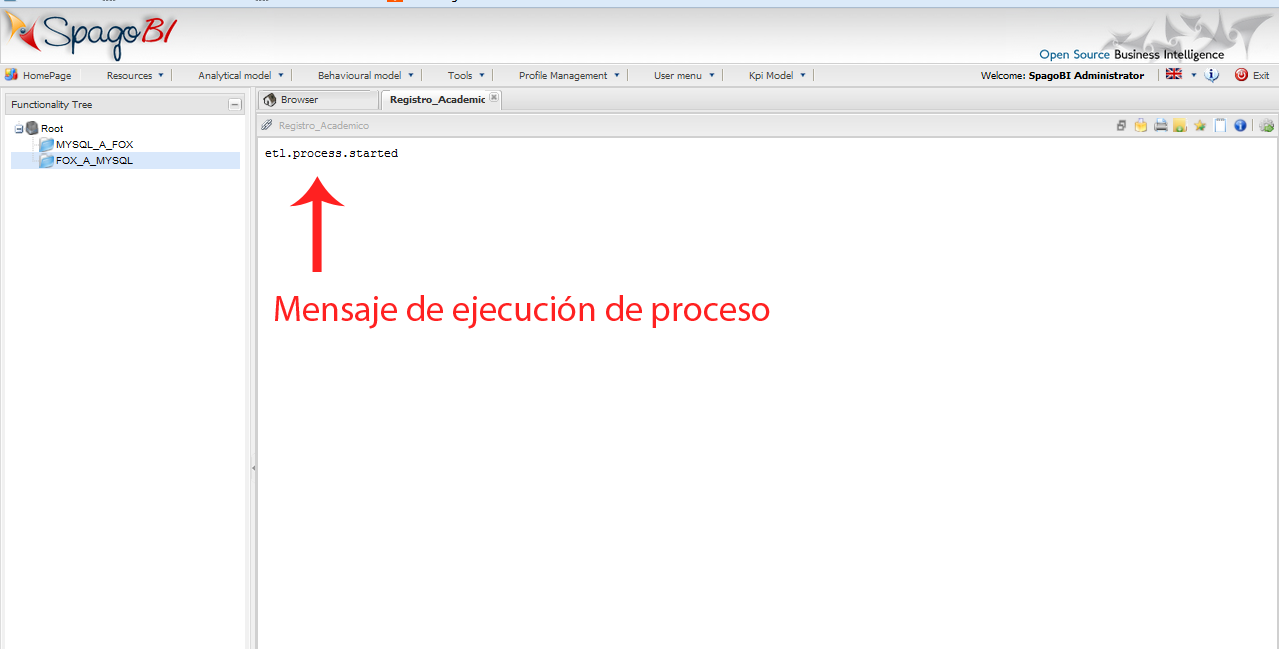 SpagoBI
Open Source Business Intelligence
HomePage Resources Analytical model Behavioural model Tools Profile Management User menu Kpi Model Welcome: SpagoBI Administrator Exit
Functionality Tree
Browser Registro_Academic
Registro_Academico
Root
MYSQL_A_FOX
FOX_A_MYSQL
etl.process.started
Mensaje de ejecución de proceso